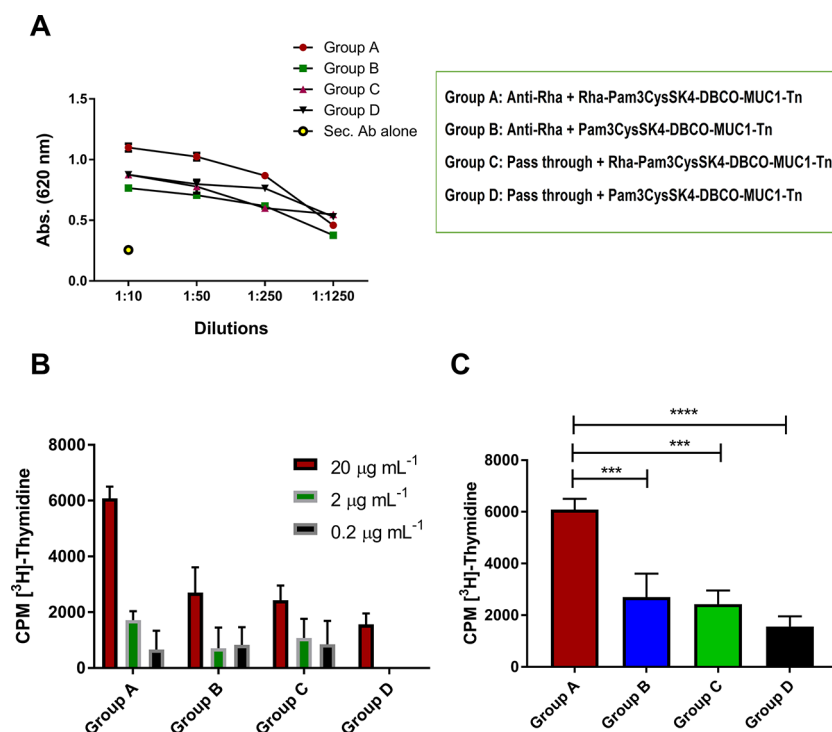 A
Group A
Group B
Group C
Group D
Sec. Ab alone
1.5
1.0
0.5
0.0
Abs. (620 nm)
1:10 1:50 1:250 1:1250
Dilutions
Group A: Anti-Rha + Rha-Pam3CysSK4-DBCO-MUC1-Tn
Group B: Anti-Rha + Pam3CysSK4-DBCO-MUC1-Tn
Group C: Pass through + Rha-Pam3CysSK4-DBCO-MUC1-Tn
Group D: Pass through + Pam3CysSK4-DBCO-MUC1-Tn
B
8000
6000
4000
2000
0
CPM [³H]-Thymidine
20 μg mL⁻¹
2 μg mL⁻¹
0.2 μg mL⁻¹
Group A Group B Group C Group D
C
****
***
***
8000
6000
4000
2000
0
CPM [³H]-Thymidine
Group A Group B Group C Group D